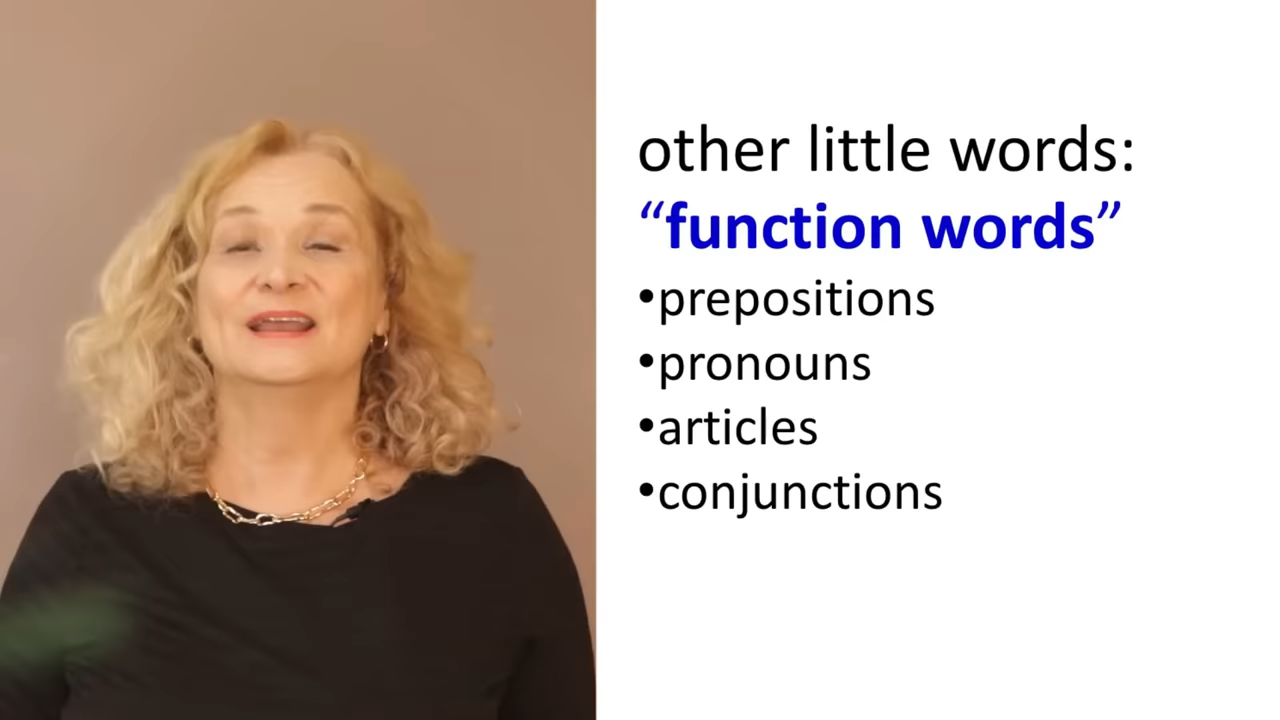 other little words:
“function words”
•prepositions
•pronouns
•articles
•conjunctions